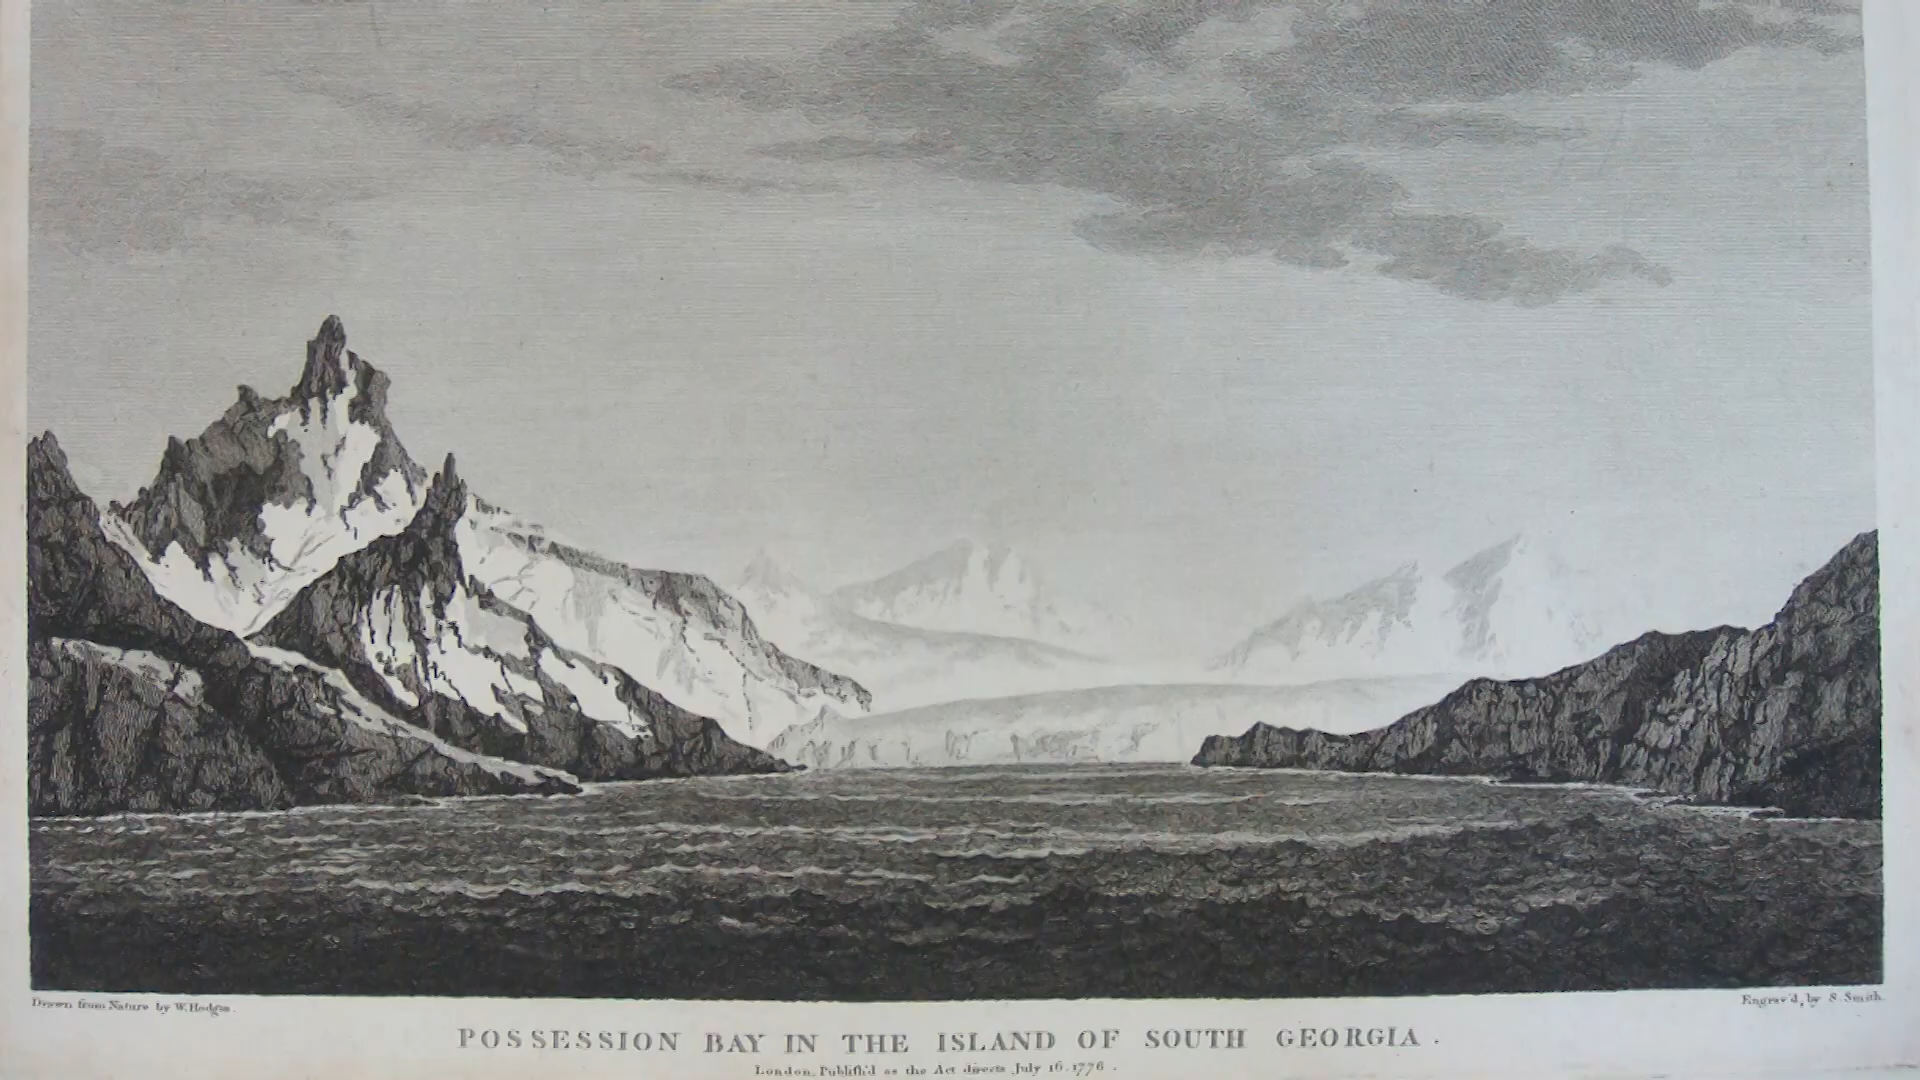 Drawn from Nature by W. Hodges.
Engrav'd, by S. Smith.
POSSESSION BAY IN THE ISLAND OF SOUTH GEORGIA.
London, Publish'd as the Act directs July 16. 1776.